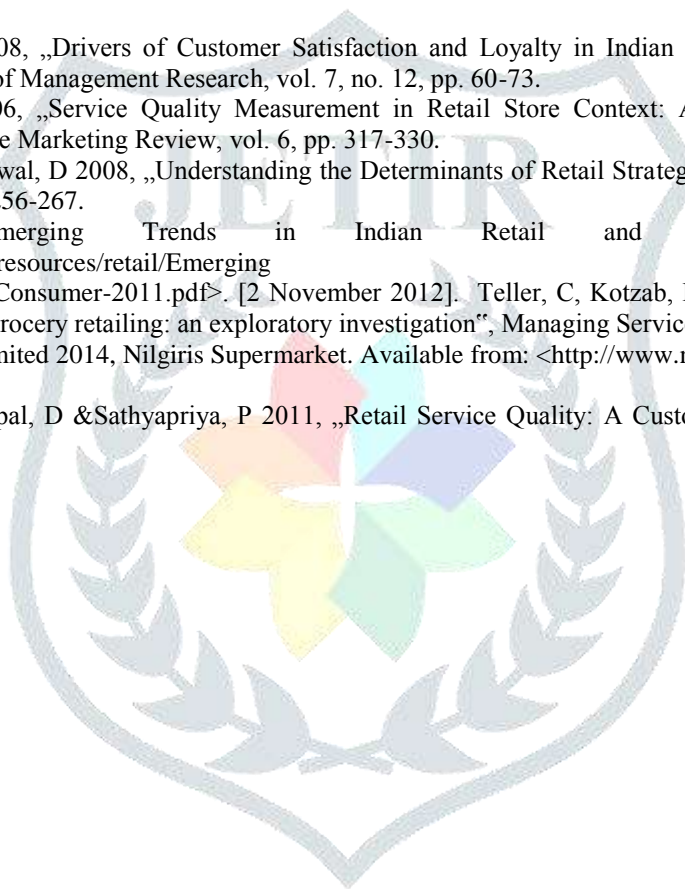 08, „Drivers of Customer Satisfaction and Loyalty in Indian
of Management Research, vol. 7, no. 12, pp. 60-73.
06, „Service Quality Measurement in Retail Store Context: A
e Marketing Review, vol. 6, pp. 317-330.
wal, D 2008, „Understanding the Determinants of Retail Strateg
256-267.
merging Trends in Indian Retail and
resources/retail/Emerging
Consumer-2011.pdf>. [2 November 2012]. Teller, C, Kotzab,
rocery retailing: an exploratory investigation‟, Managing Service
nited 2014, Nilgiris Supermarket. Available from: <http://www.n
pal, D &Sathyapriya, P 2011, „Retail Service Quality: A Custo
JETIR